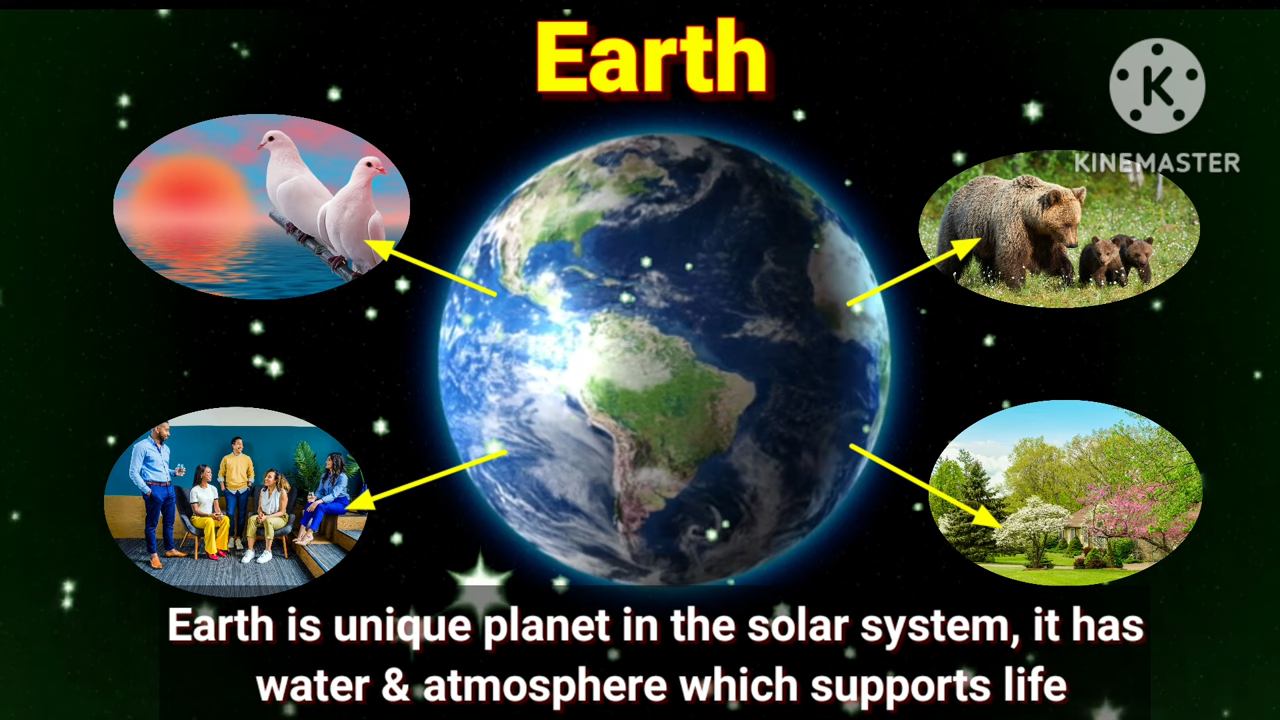 Earth
K
KINEMASTER
Earth is unique planet in the solar system, it has
water & atmosphere which supports life